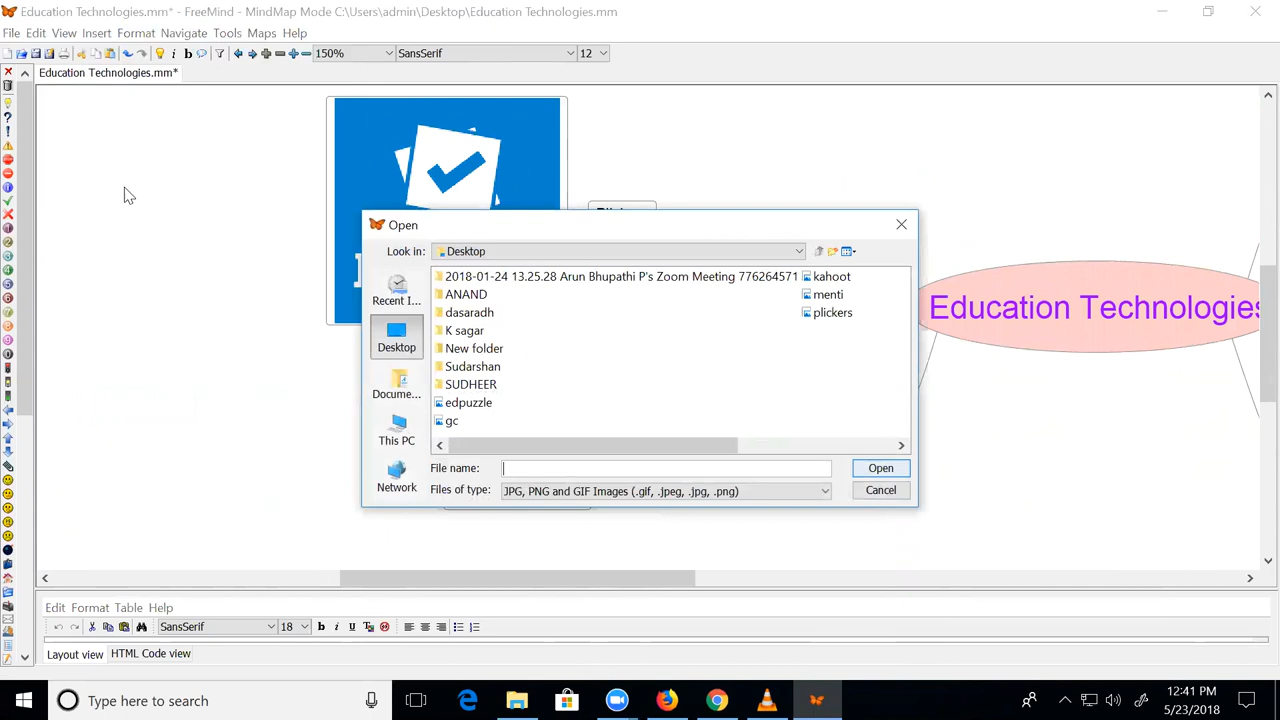 Education Technologies.mm* - FreeMind - MindMap Mode C:\Users\admin\Desktop\Education Technologies.mm
File Edit View Insert Format Navigate Tools Maps Help
i b 150% SansSerif 12
Education Technologies.mm*
Open
Look in: Desktop
Recent I...
Desktop
Docume...
This PC
Network
2018-01-24 13.25.28 Arun Bhupathi P's Zoom Meeting 776264571
ANAND
dasaradh
K sagar
New folder
Sudarshan
SUDHEER
edpuzzle
gc
kahoot
menti
plickers
File name: Open
Files of type: JPG, PNG and GIF Images (.gif, .jpeg, .jpg, .png) Cancel
Education Technologies
Edit Format Table Help
SansSerif 18 b i U
Layout view HTML Code view
Type here to search
12:41 PM
5/23/2018